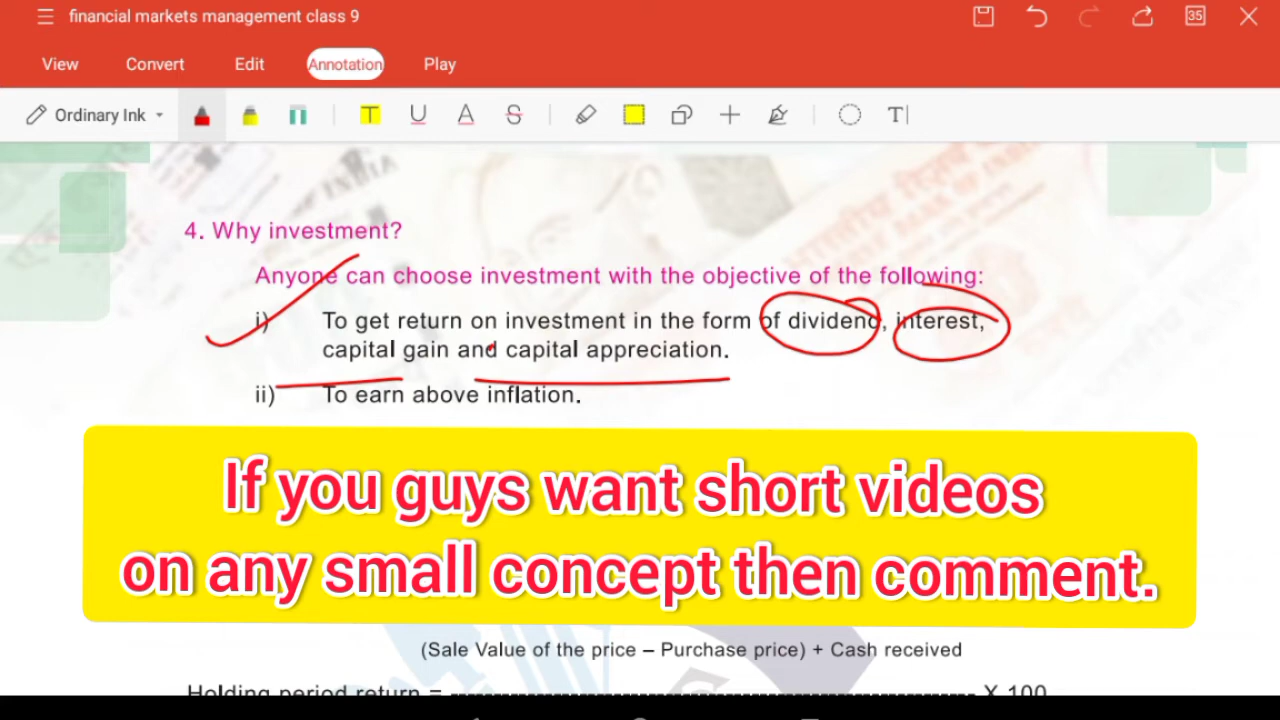 financial markets management class 9
35
View Convert Edit Annotation Play
Ordinary Ink T U A S T
INDIA
4. Why investment?
Anyone can choose investment with the objective of the following:
i) To get return on investment in the form of dividend, interest,
capital gain and capital appreciation.
ii) To earn above inflation.
If you guys want short videos
on any small concept then comment.
(Sale Value of the price – Purchase price) + Cash received
Holding period return = ---------------------------------------------------------------- X 100